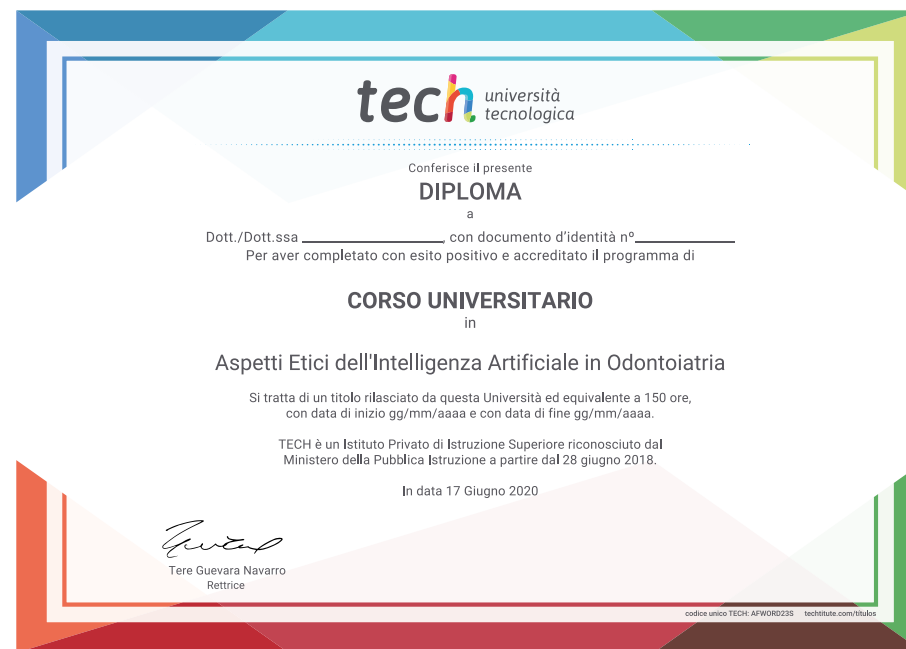 tech università
tecnologica
Conferisce il presente
DIPLOMA
a
Dott./Dott.ssa ____________________, con documento d'identità nº______________
Per aver completato con esito positivo e accreditato il programma di
CORSO UNIVERSITARIO
in
Aspetti Etici dell'Intelligenza Artificiale in Odontoiatria
Si tratta di un titolo rilasciato da questa Università ed equivalente a 150 ore,
con data di inizio gg/mm/aaaa e con data di fine gg/mm/aaaa.
TECH è un Istituto Privato di Istruzione Superiore riconosciuto dal
Ministero della Pubblica Istruzione a partire dal 28 giugno 2018.
In data 17 Giugno 2020
Tere Guevara Navarro
Rettrice
codice unico TECH: AFWORD23S techtitute.com/titulos